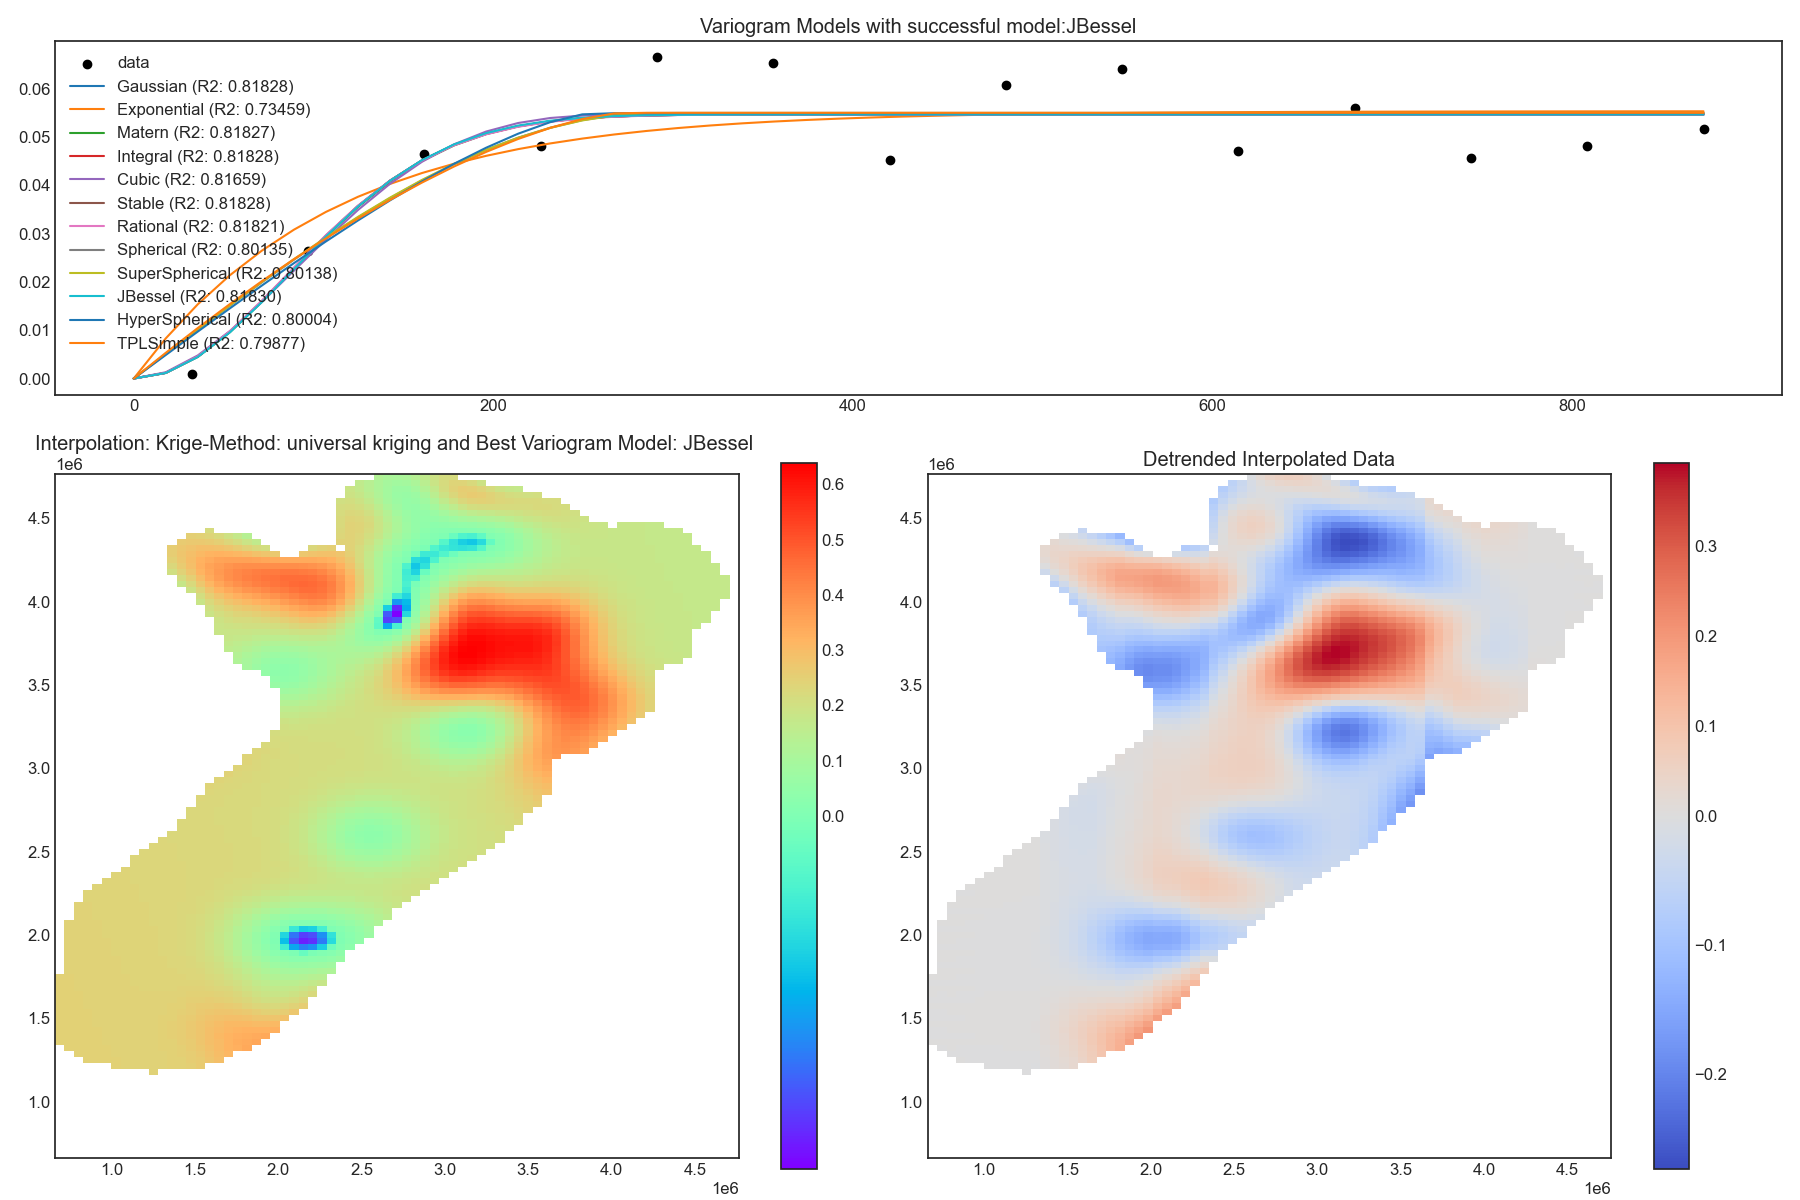 Variogram Models with successful model:JBessel
data
Gaussian (R2: 0.81828)
Exponential (R2: 0.73459)
Matern (R2: 0.81827)
Integral (R2: 0.81828)
Cubic (R2: 0.81659)
Stable (R2: 0.81828)
Rational (R2: 0.81821)
Spherical (R2: 0.80135)
SuperSpherical (R2: 0.80138)
JBessel (R2: 0.81830)
HyperSpherical (R2: 0.80004)
TPLSimple (R2: 0.79877)
0.06
0.05
0.04
0.03
0.02
0.01
0.00
0 200 400 600 800
Interpolation: Krige-Method: universal kriging and Best Variogram Model: JBessel
1e6
4.5
4.0
3.5
3.0
2.5
2.0
1.5
1.0
1.0 1.5 2.0 2.5 3.0 3.5 4.0 4.5
1e6
0.6
0.5
0.4
0.3
0.2
0.1
0.0
Detrended Interpolated Data
1e6
4.5
4.0
3.5
3.0
2.5
2.0
1.5
1.0
1.0 1.5 2.0 2.5 3.0 3.5 4.0 4.5
1e6
0.3
0.2
0.1
0.0
−0.1
−0.2